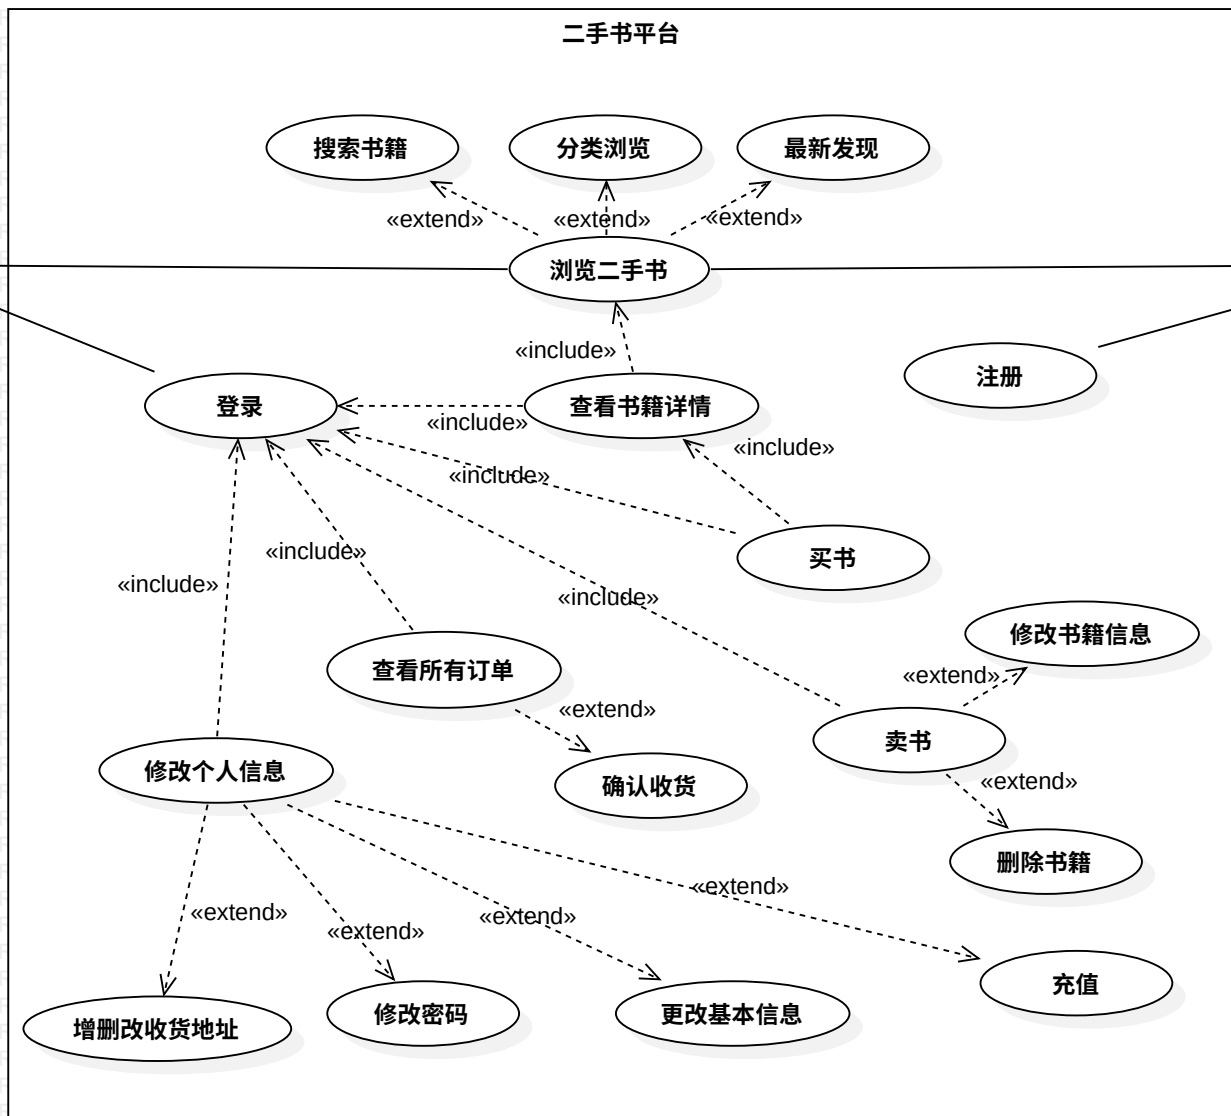 二手书平台
搜索书籍
分类浏览
最新发现
«extend»
«extend»
«extend»
浏览二手书
«include»
登录
查看书籍详情
注册
«include»
«include»
«include»
买书
«include»
«include»
«include»
修改书籍信息
查看所有订单
«extend»
«extend»
卖书
修改个人信息
确认收货
«extend»
删除书籍
«extend»
«extend»
«extend»
«extend»
充值
增删改收货地址
修改密码
更改基本信息